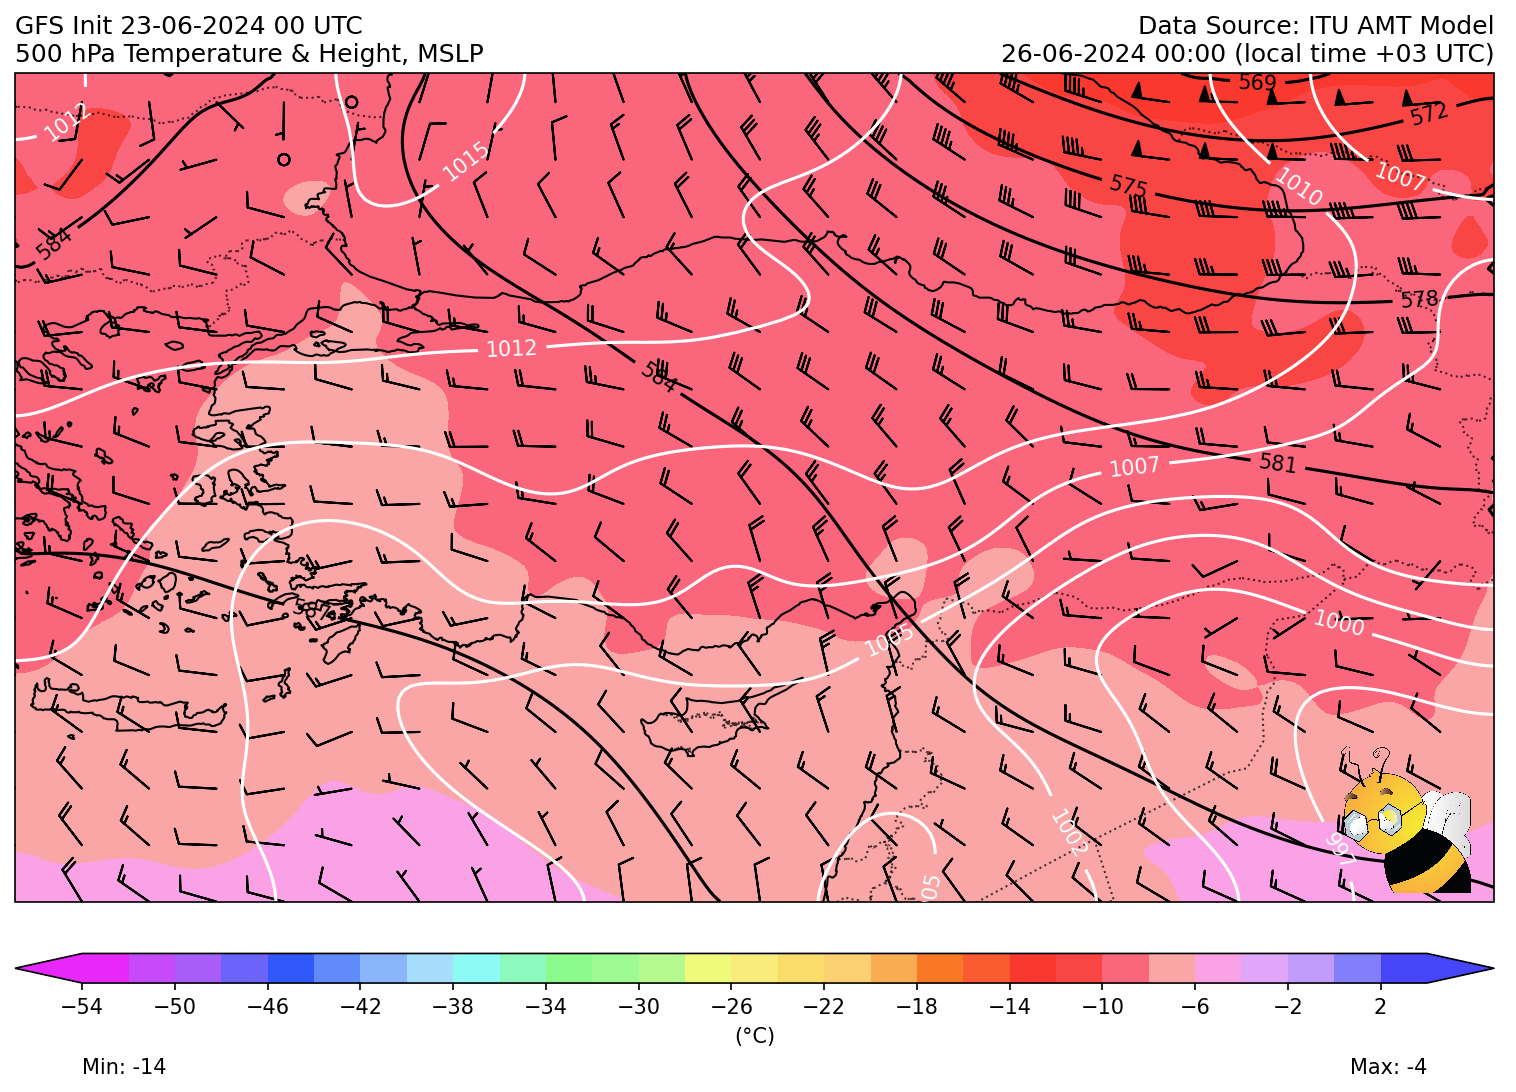 GFS Init 23-06-2024 00 UTC
Data Source: ITU AMT Model
500 hPa Temperature & Height, MSLP
26-06-2024 00:00 (local time +03 UTC)
569
572
1012
1015
575
1010
1007
584
578
1012
584
1007
581
1005
1000
1002
997
05
−54 −50 −46 −42 −38 −34 −30 −26 −22 −18 −14 −10 −6 −2 2
(°C)
Min: -14
Max: -4